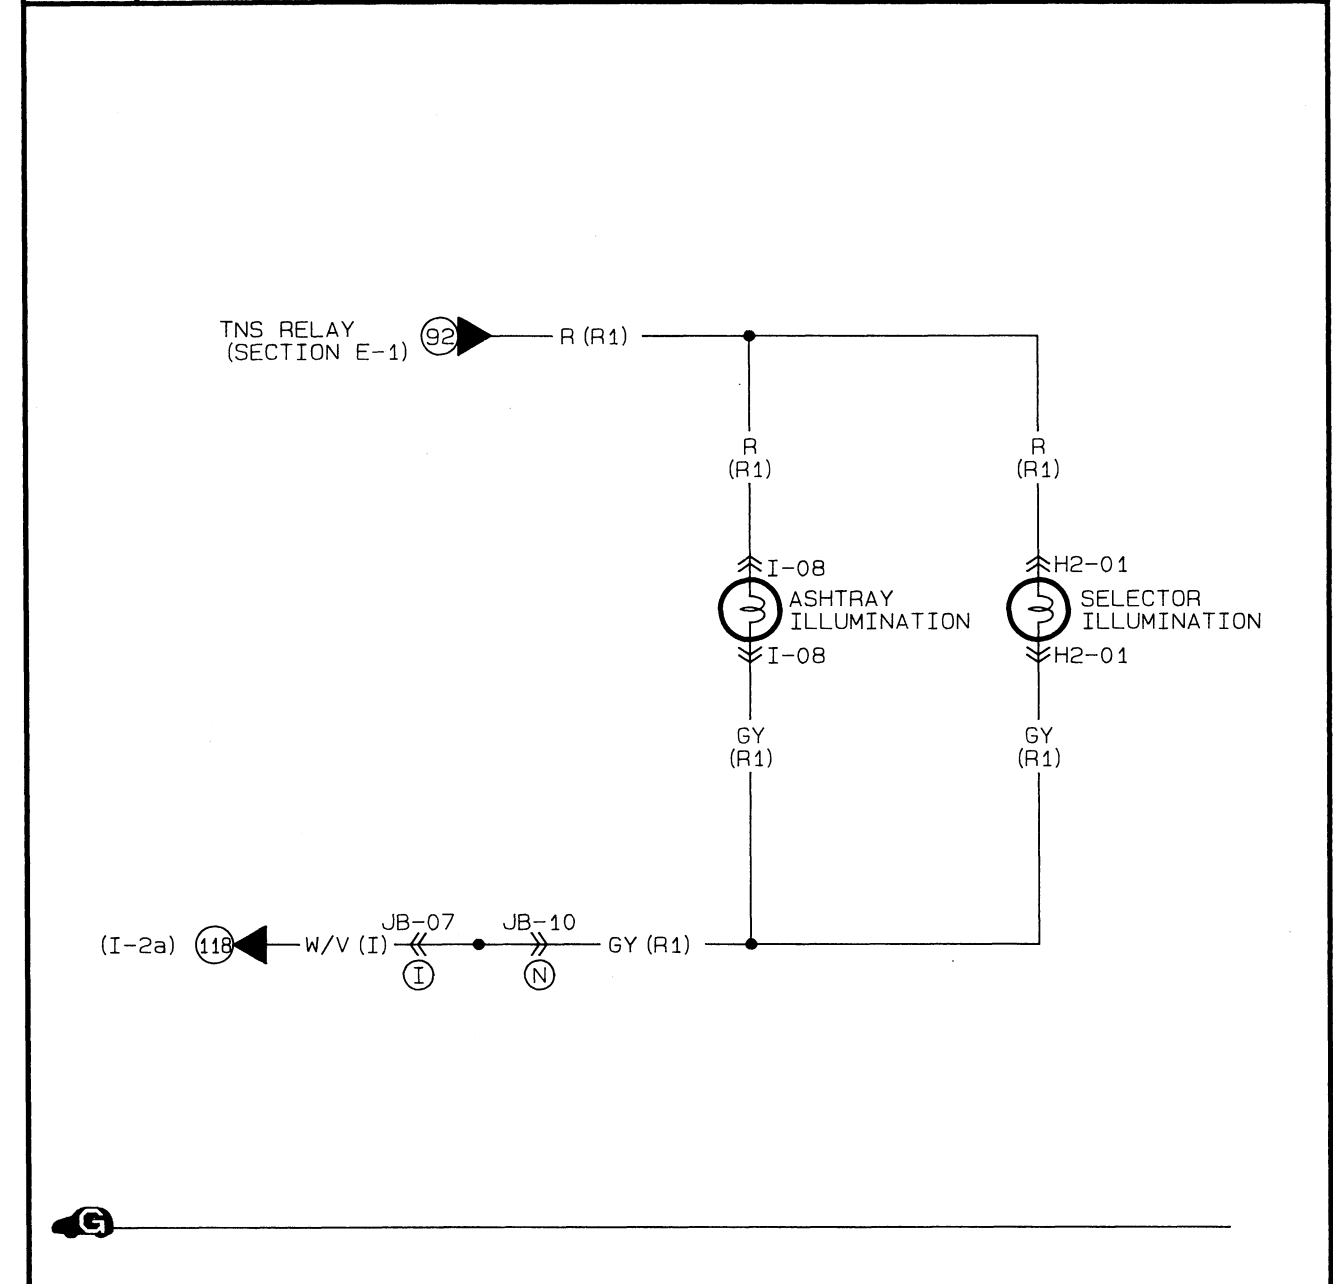 TNS RELAY
(SECTION E-1)
92
R (R1)
R
(R1)
R
(R1)
I-08
H2-01
ASHTRAY
ILLUMINATION
SELECTOR
ILLUMINATION
I-08
H2-01
GY
(R1)
GY
(R1)
JB-07
JB-10
(I-2a)
118
W/V (I)
GY (R1)
I
N
G